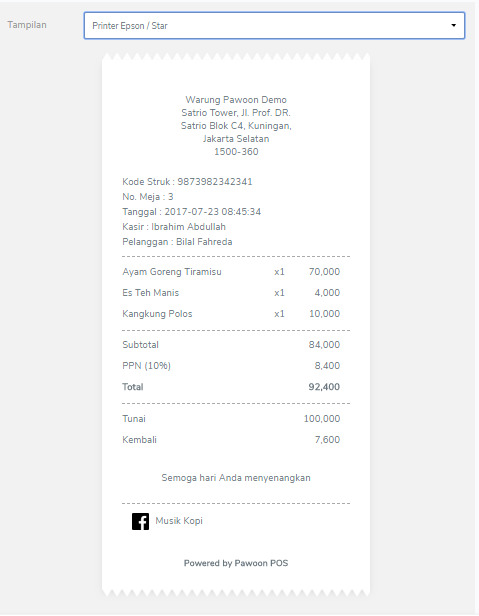 Tampilan
Printer Epson / Star
Warung Pawoon Demo
Satrio Tower, Jl. Prof. DR.
Satrio Blok C4, Kuningan,
Jakarta Selatan
1500-360
Kode Struk : 9873982342341
No. Meja : 3
Tanggal : 2017-07-23 08:45:34
Kasir : Ibrahim Abdullah
Pelanggan : Bilal Fahreda
Ayam Goreng Tiramisu x1 70,000
Es Teh Manis x1 4,000
Kangkung Polos x1 10,000
Subtotal 84,000
PPN (10%) 8,400
Total 92,400
Tunai 100,000
Kembali 7,600
Semoga hari Anda menyenangkan
Musik Kopi
Powered by Pawoon POS